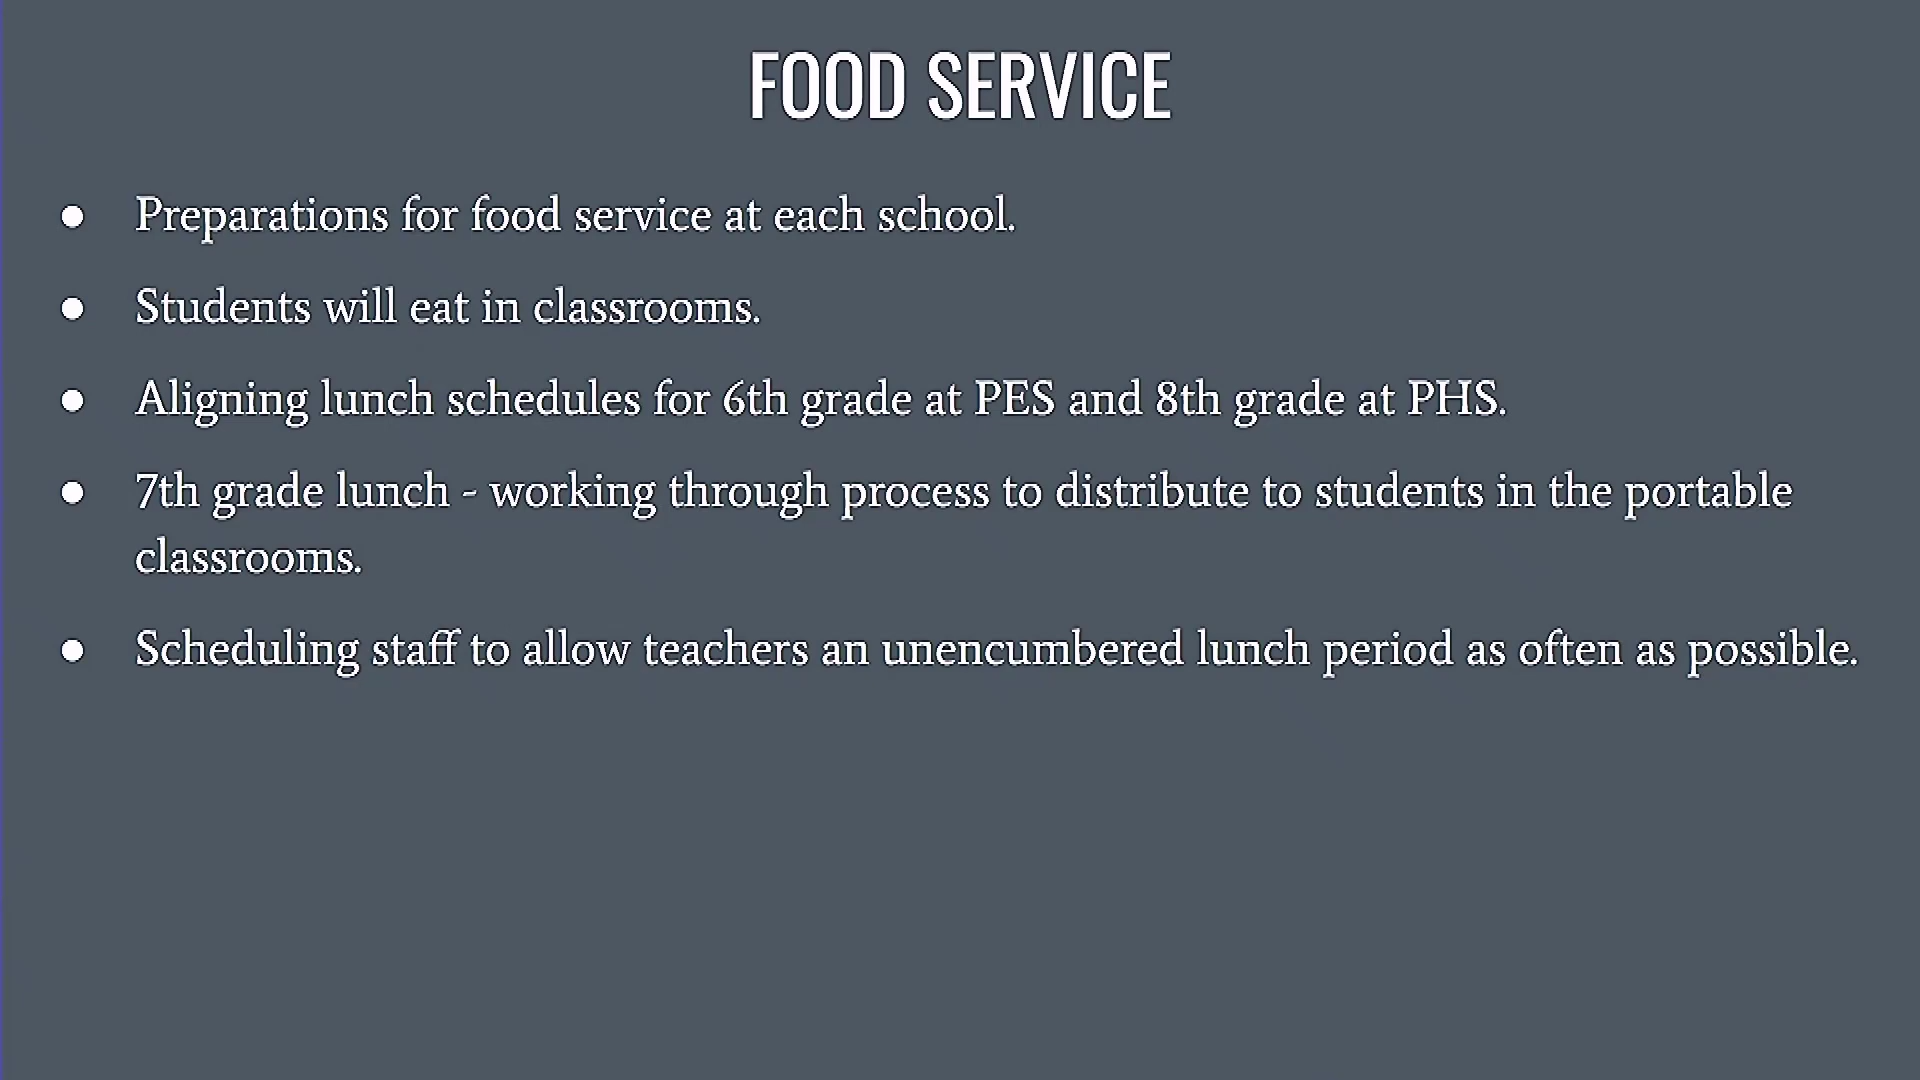 FOOD SERVICE
● Preparations for food service at each school.
● Students will eat in classrooms.
● Aligning lunch schedules for 6th grade at PES and 8th grade at PHS.
● 7th grade lunch - working through process to distribute to students in the portable
classrooms.
● Scheduling staff to allow teachers an unencumbered lunch period as often as possible.